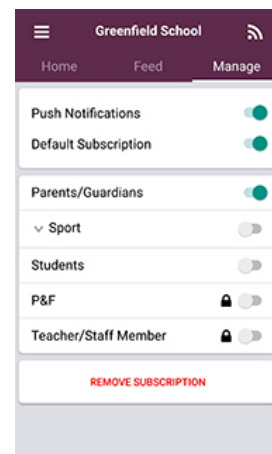 Greenfield School
Home Feed Manage
Push Notifications
Default Subscription
Parents/Guardians
Sport
Students
P&F
Teacher/Staff Member
REMOVE SUBSCRIPTION